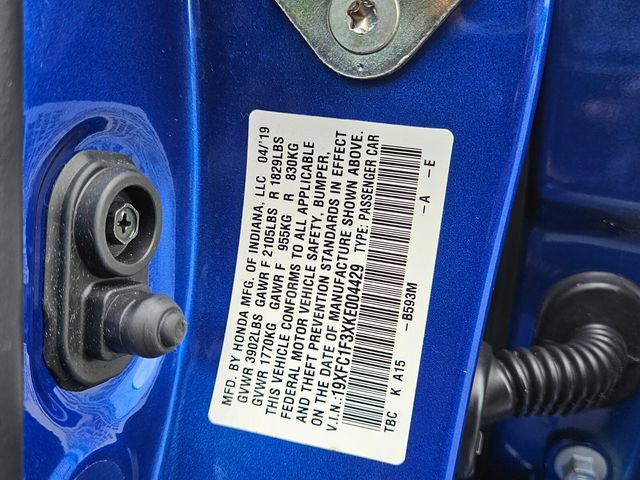 MFD. BY HONDA MFG. OF INDIANA, LLC 04/'19
GVWR 3902LBS GAWR F 2105LBS R 1829LBS
GVWR 1770KG GAWR F 955KG R 830KG
THIS VEHICLE CONFORMS TO ALL APPLICABLE
FEDERAL MOTOR VEHICLE SAFETY, BUMPER,
AND THEFT PREVENTION STANDARDS IN EFFECT
ON THE DATE OF MANUFACTURE SHOWN ABOVE.
V.I.N.:19XFC1F3XKE004429 TYPE: PASSENGER CAR
TBC K A15 -B593M -A -E